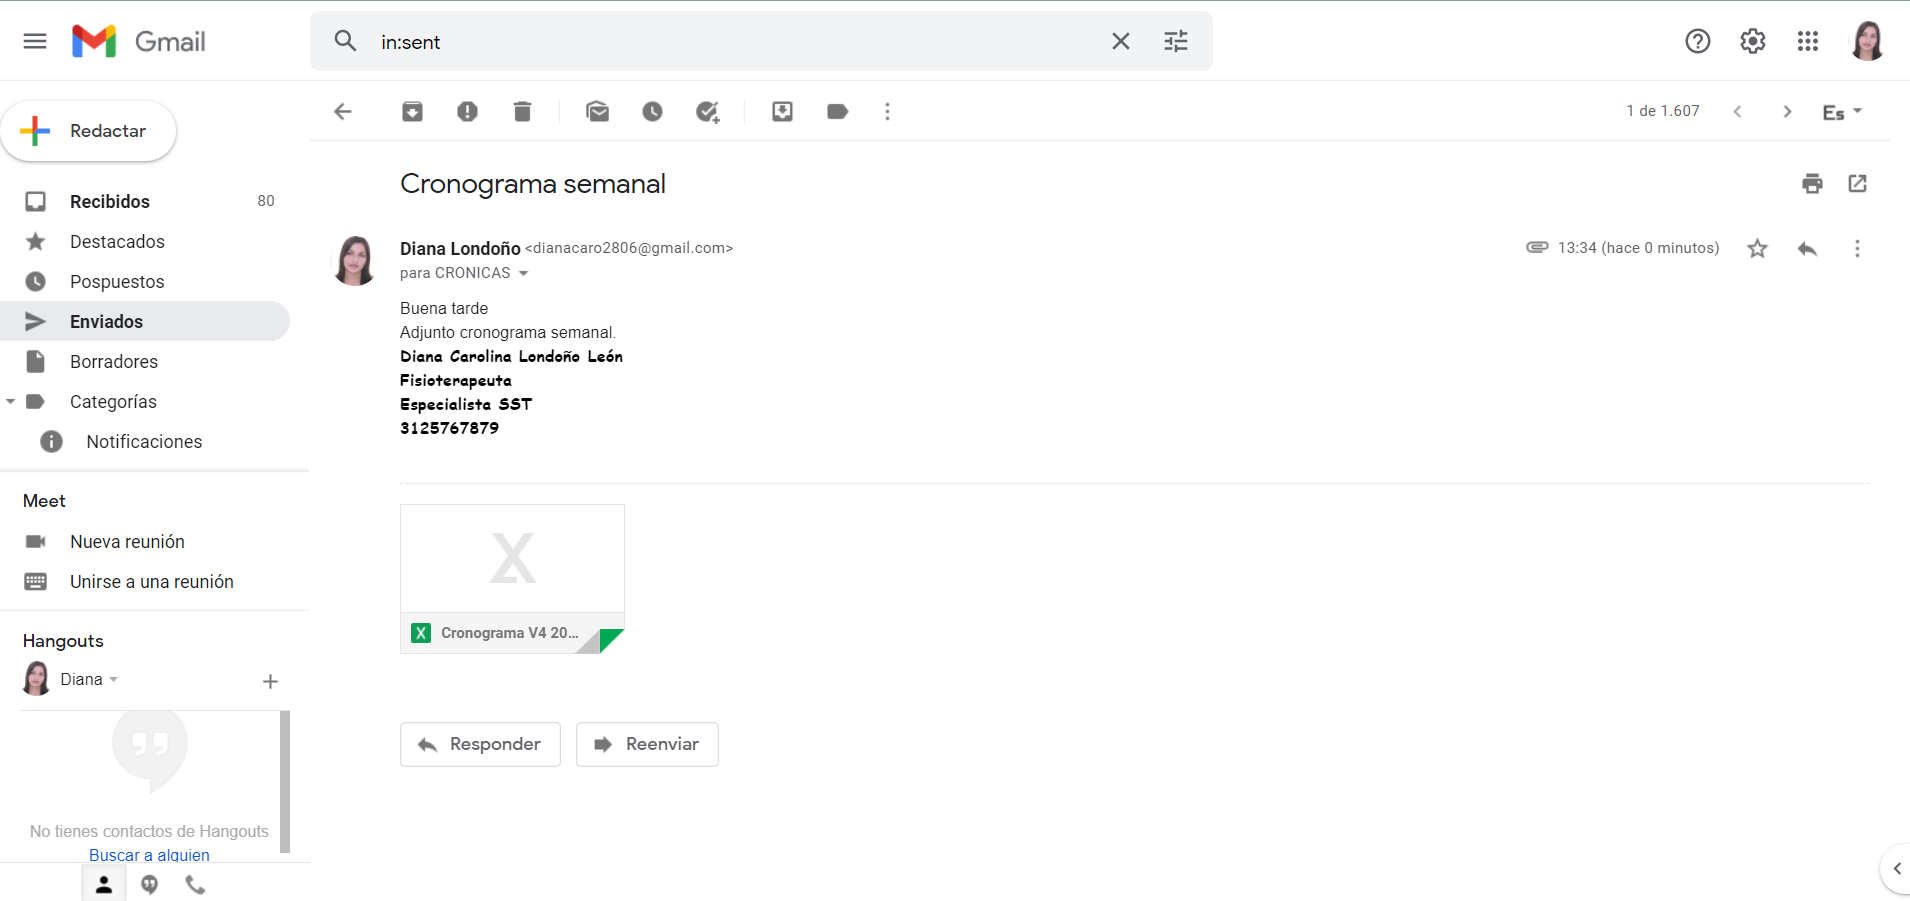 Gmail
in:sent
Redactar
1 de 1.607
Es
Recibidos 80
Destacados
Pospuestos
Enviados
Borradores
Categorías
Notificaciones
Meet
Nueva reunión
Unirse a una reunión
Hangouts
Diana
No tienes contactos de Hangouts
Buscar a alguien
Cronograma semanal
Diana Londoño <dianacaro2806@gmail.com>
13:34 (hace 0 minutos)
para CRONICAS
Buena tarde
Adjunto cronograma semanal.
Diana Carolina Londoño León
Fisioterapeuta
Especialista SST
3125767879
X
X Cronograma V4 20...
Responder
Reenviar